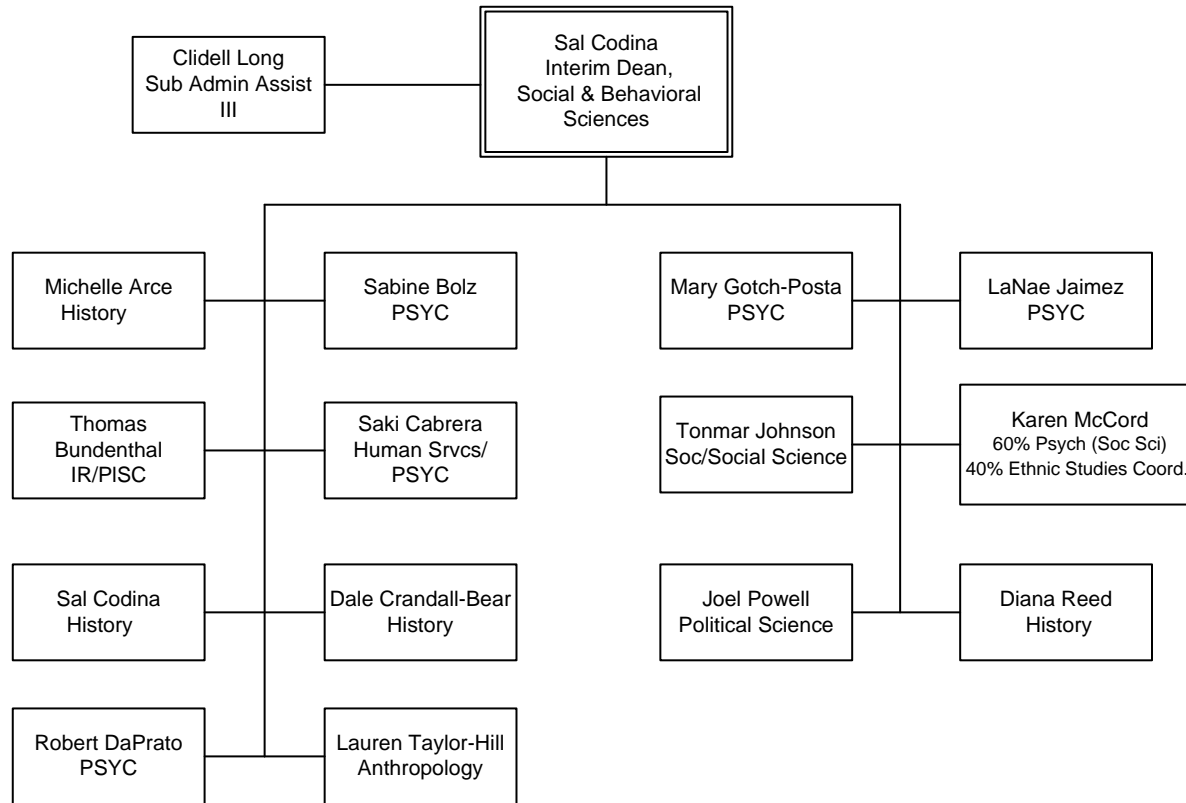 Clidell Long
Sub Admin Assist
III
Sal Codina
Interim Dean,
Social & Behavioral
Sciences
Michelle Arce
History
Sabine Bolz
PSYC
Mary Gotch-Posta
PSYC
LaNae Jaimez
PSYC
Thomas
Bundenthal
IR/PlSC
Saki Cabrera
Human Srvcs/
PSYC
Tonmar Johnson
Soc/Social Science
Karen McCord
60% Psych (Soc Sci)
40% Ethnic Studies Coord.
Sal Codina
History
Dale Crandall-Bear
History
Joel Powell
Political Science
Diana Reed
History
Robert DaPrato
PSYC
Lauren Taylor-Hill
Anthropology